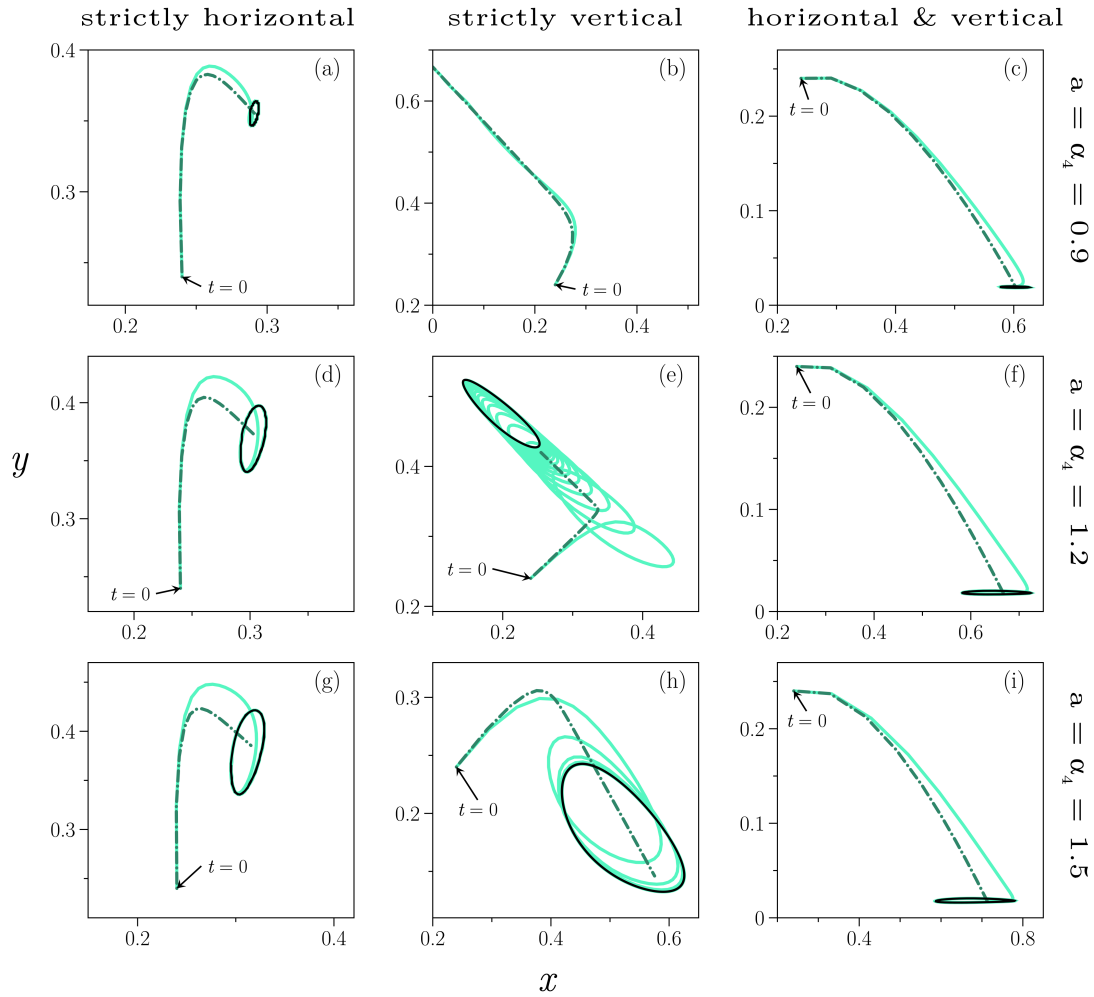 strictly horizontal strictly vertical horizontal & vertical
0.4 (a) 0.6 (b) (c)
t = 0
0.2
0.3 0.4 0.1
t = 0 t = 0
0.2 0
0.2 0.3 0 0.2 0.4 0.2 0.4 0.6
a = α₄ = 0.9
(d) (e) (f)
0.4 t = 0
0.2
0.4
0.3 0.3 0.1
t = 0 t = 0
0.2 0
0.2 0.3 0.2 0.4 0.2 0.4 0.6
a = α₄ = 1.2
y
(g) (h) (i)
0.3 t = 0
0.4 0.2
t = 0
0.3 0.2 0.1
t = 0
0
0.2 0.4 0.2 0.4 0.6 0.4 0.8
a = α₄ = 1.5
x